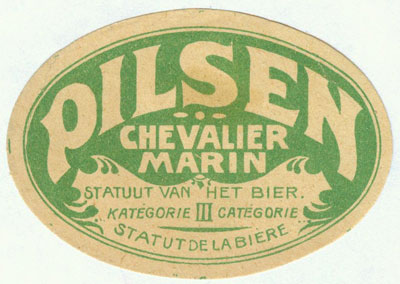 PILSEN
CHEVALIER
MARIN
STATUUT VAN HET BIER.
KATEGORIE III CATÉGORIE
STATUT DE LA BIÈRE